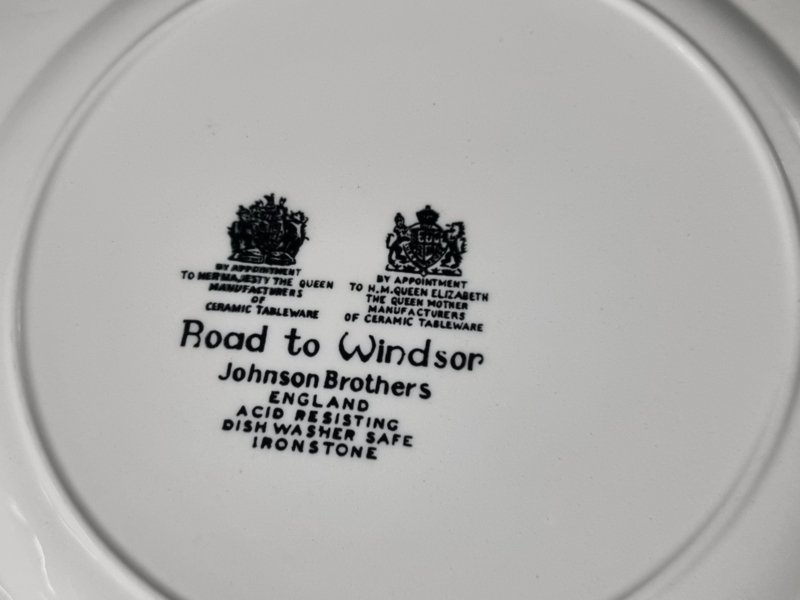 BY APPOINTMENT
TO HER MAJESTY THE QUEEN
MANUFACTURERS
OF
CERAMIC TABLEWARE
BY APPOINTMENT
TO H.M.QUEEN ELIZABETH
THE QUEEN MOTHER
MANUFACTURERS
OF CERAMIC TABLEWARE
Road to Windsor
Johnson Brothers
ENGLAND
ACID RESISTING
DISH WASHER SAFE
IRONSTONE